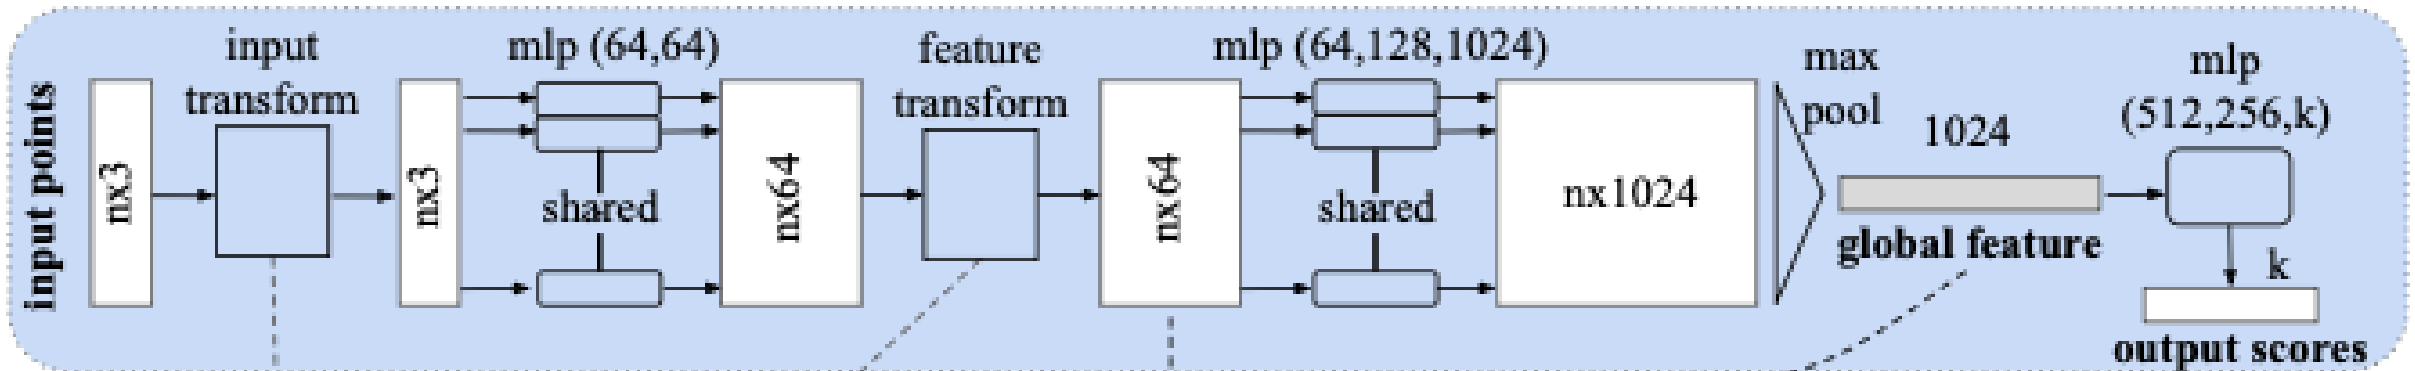 input points
nx3
input
transform
nx3
mlp (64,64)
shared
nx64
feature
transform
nx64
mlp (64,128,1024)
shared
nx1024
max
pool
1024
global feature
mlp
(512,256,k)
k
output scores